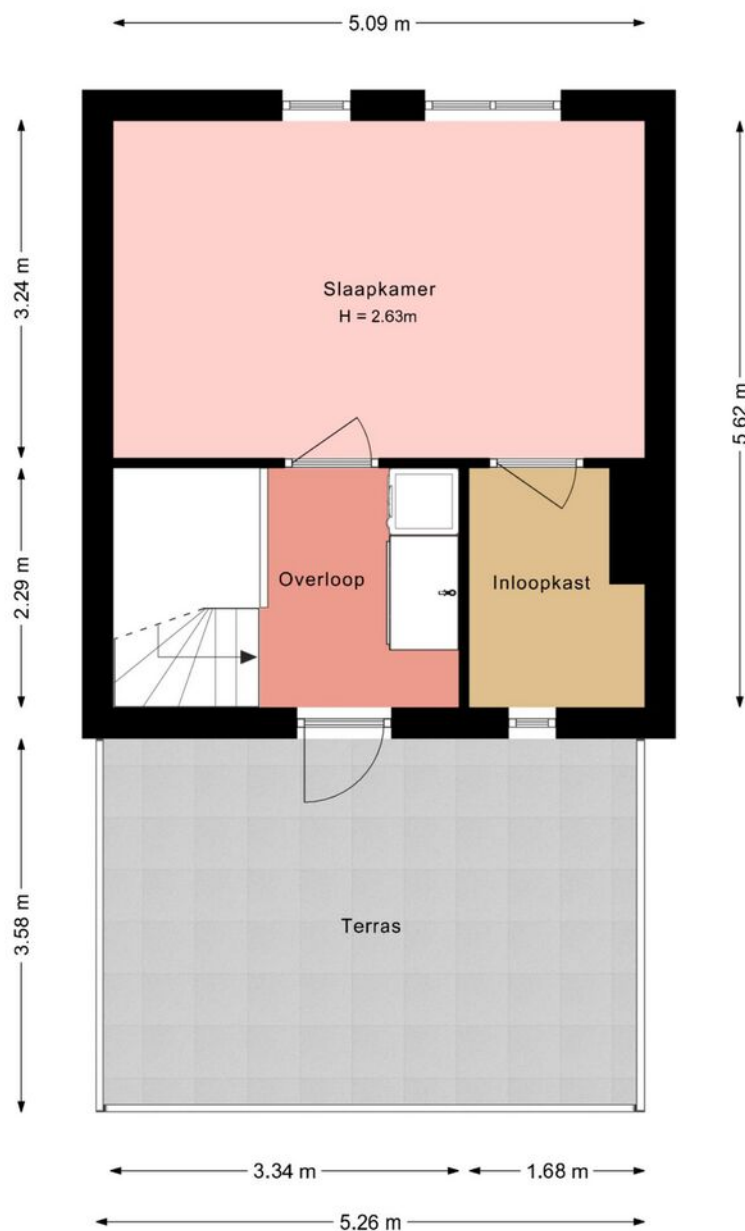 5.09 m
3.24 m
Slaapkamer
H = 2.63m
5.62 m
2.29 m
Overloop
Inloopkast
3.58 m
Terras
3.34 m
1.68 m
5.26 m